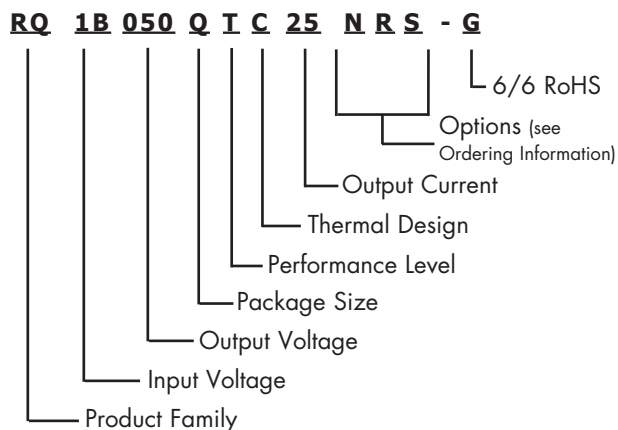 RQ 1B 050 Q T C 25 N R S - G
6/6 RoHS
Options (see
Ordering Information)
Output Current
Thermal Design
Performance Level
Package Size
Output Voltage
Input Voltage
Product Family